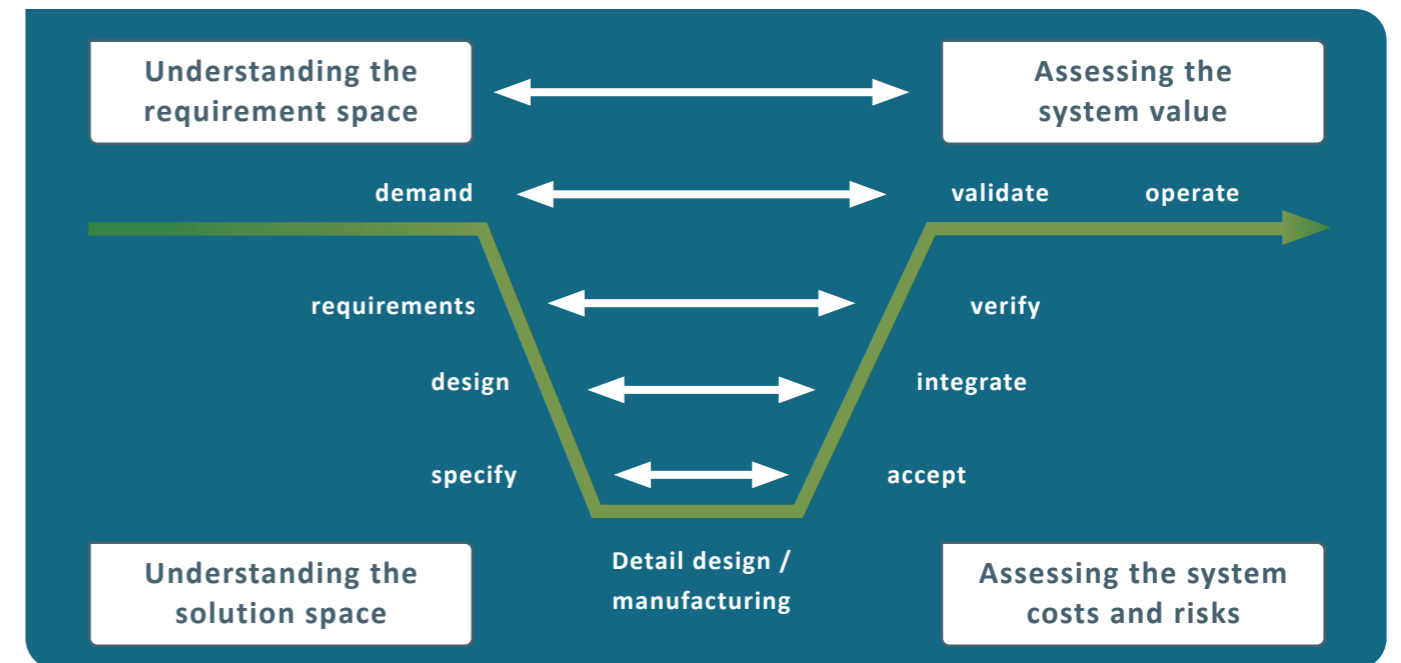 Understanding the
requirement space
Assessing the
system value
demand
validate
operate
requirements
verify
design
integrate
specify
accept
Understanding the
solution space
Detail design /
manufacturing
Assessing the system
costs and risks